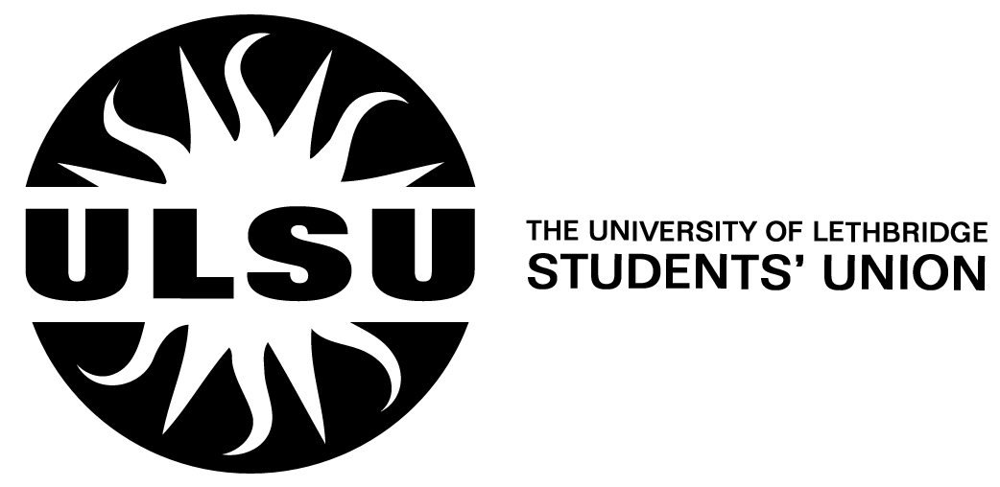 ULSU
THE UNIVERSITY OF LETHBRIDGE
STUDENTS’ UNION